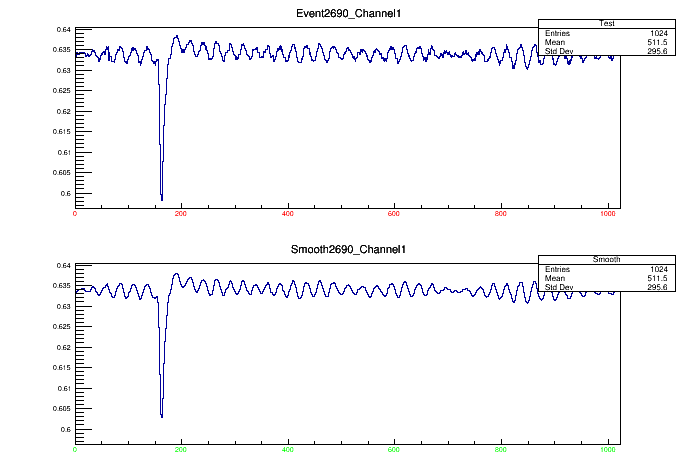 Event2690_Channel1
Test
Entries 1024
Mean 511.5
Std Dev 295.6
0.64
0.635
0.63
0.625
0.62
0.615
0.61
0.605
0.6
0 200 400 600 800 1000
Smooth2690_Channel1
Smooth
Entries 1024
Mean 511.5
Std Dev 295.6
0.64
0.635
0.63
0.625
0.62
0.615
0.61
0.605
0.6
0 200 400 600 800 1000